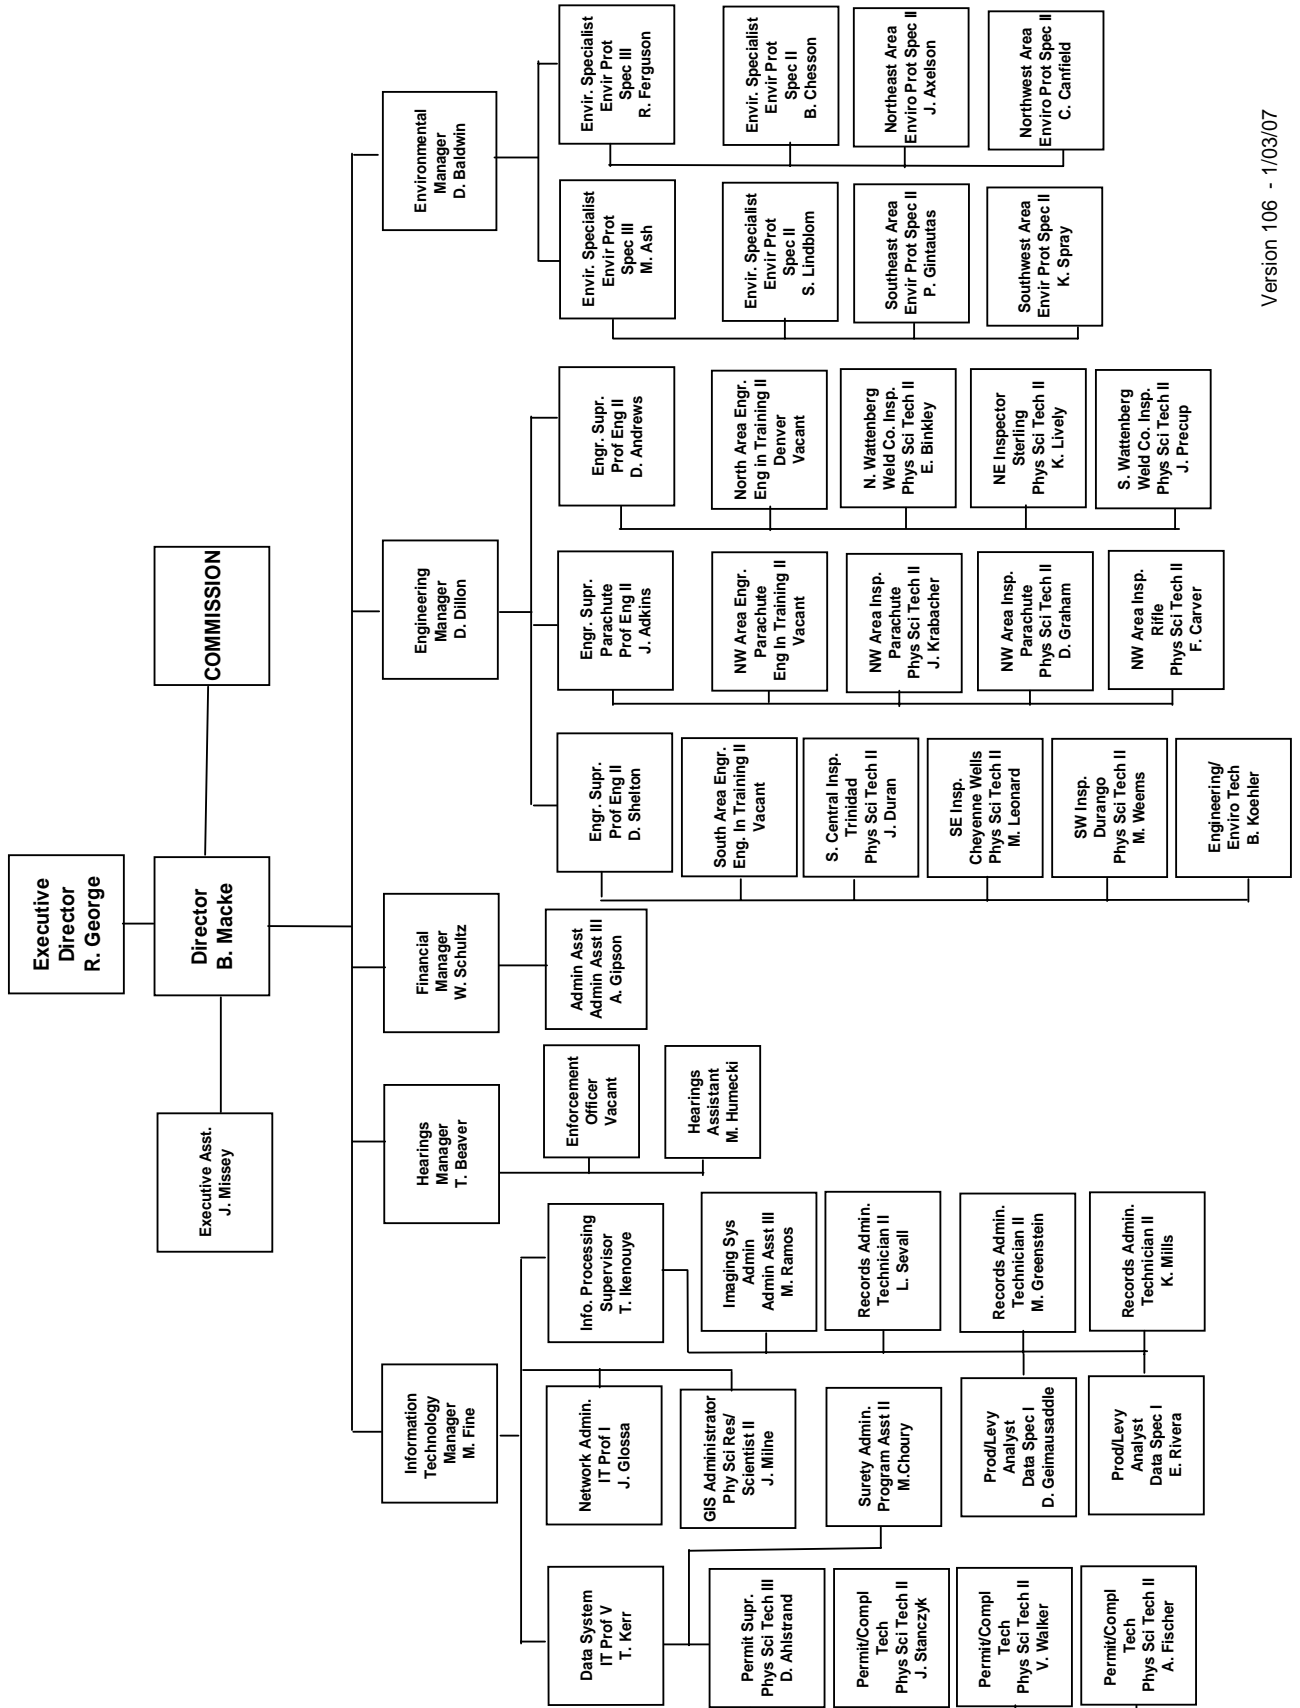 Executive
Director
R. George
Director
B. Macke
COMMISSION
Executive Asst.
J. Missey
Information
Technology
Manager
M. Fine
Hearings
Manager
T. Beaver
Financial
Manager
W. Schultz
Engineering
Manager
D. Dillon
Environmental
Manager
D. Baldwin
Data System
IT Prof V
T. Kerr
Permit Supr.
Phys Sci Tech III
D. Ahlstrand
Permit/Compl
Tech
Phys Sci Tech II
J. Stanczyk
Permit/Compl
Tech
Phys Sci Tech II
V. Walker
Permit/Compl
Tech
Phys Sci Tech II
A. Fischer
Network Admin.
IT Prof I
J. Glossa
GIS Administrator
Phy Sci Res/
Scientist II
J. Milne
Surety Admin.
Program Asst II
M.Choury
Prod/Levy
Analyst
Data Spec I
D. Geimausaddle
Prod/Levy
Analyst
Data Spec I
E. Rivera
Info. Processing
Supervisor
T. Ikenouye
Imaging Sys
Admin
Admin Asst III
M. Ramos
Records Admin.
Technician II
L. Sevall
Records Admin.
Technician II
M. Greenstein
Records Admin.
Technician II
K. Mills
Enforcement
Officer
Vacant
Hearings
Assistant
M. Humecki
Admin Asst
Admin Asst III
A. Gipson
Engr. Supr.
Prof Eng II
D. Shelton
South Area Engr.
Eng. In Training II
Vacant
S. Central Insp.
Trinidad
Phys Sci Tech II
J. Duran
SE Insp.
Cheyenne Wells
Phys Sci Tech II
M. Leonard
SW Insp.
Durango
Phys Sci Tech II
M. Weems
Engineering/
Enviro Tech
B. Koehler
Engr. Supr.
Parachute
Prof Eng II
J. Adkins
NW Area Engr.
Parachute
Eng In Training II
Vacant
NW Area Insp.
Parachute
Phys Sci Tech II
J. Krabacher
NW Area Insp.
Parachute
Phys Sci Tech II
D. Graham
NW Area Insp.
Rifle
Phys Sci Tech II
F. Carver
Engr. Supr.
Prof Eng II
D. Andrews
North Area Engr.
Eng in Training II
Denver
Vacant
N. Wattenberg
Weld Co. Insp.
Phys Sci Tech II
E. Binkley
NE Inspector
Sterling
Phys Sci Tech II
K. Lively
S. Wattenberg
Weld Co. Insp.
Phys Sci Tech II
J. Precup
Envir. Specialist
Envir Prot
Spec III
M. Ash
Envir. Specialist
Envir Prot
Spec II
S. Lindblom
Southeast Area
Envir Prot Spec II
P. Gintautas
Southwest Area
Envir Prot Spec II
K. Spray
Envir. Specialist
Envir Prot
Spec III
R. Ferguson
Envir. Specialist
Envir Prot
Spec II
B. Chesson
Northeast Area
Enviro Prot Spec II
J. Axelson
Northwest Area
Enviro Prot Spec II
C. Canfield
Version 106 - 1/03/07